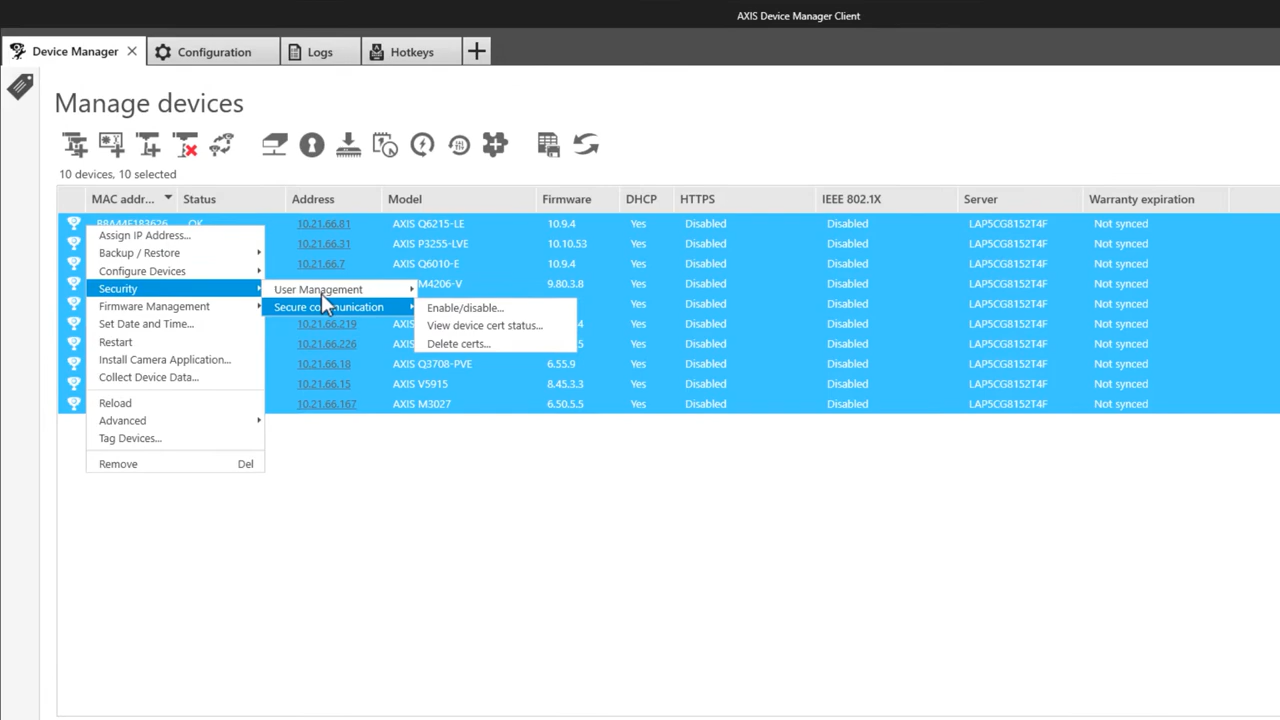 AXIS Device Manager Client
Device Manager Configuration Logs Hotkeys
Manage devices
10 devices, 10 selected
MAC addr... Status Address Model Firmware DHCP HTTPS IEEE 802.1X Server Warranty expiration
B8A44F183626 OK 10.21.66.81 AXIS Q6215-LE 10.9.4 Yes Disabled Disabled LAP5CG8152T4F Not synced
10.21.66.31 AXIS P3255-LVE 10.10.53 Yes Disabled Disabled LAP5CG8152T4F Not synced
10.21.66.7 AXIS Q6010-E 10.9.4 Yes Disabled Disabled LAP5CG8152T4F Not synced
M4206-V 9.80.3.8 Yes Disabled Disabled LAP5CG8152T4F Not synced
Yes Disabled Disabled LAP5CG8152T4F Not synced
10.21.66.219 AXIS 4 Yes Disabled Disabled LAP5CG8152T4F Not synced
10.21.66.226 AXIS .5 Yes Disabled Disabled LAP5CG8152T4F Not synced
10.21.66.18 AXIS Q3708-PVE 6.55.9 Yes Disabled Disabled LAP5CG8152T4F Not synced
10.21.66.15 AXIS V5915 8.45.3.3 Yes Disabled Disabled LAP5CG8152T4F Not synced
10.21.66.167 AXIS M3027 6.50.5.5 Yes Disabled Disabled LAP5CG8152T4F Not synced
Assign IP Address...
Backup / Restore
Configure Devices
Security
Firmware Management
Set Date and Time...
Restart
Install Camera Application...
Collect Device Data...
Reload
Advanced
Tag Devices...
Remove Del
User Management
Secure communication
Enable/disable...
View device cert status...
Delete certs...